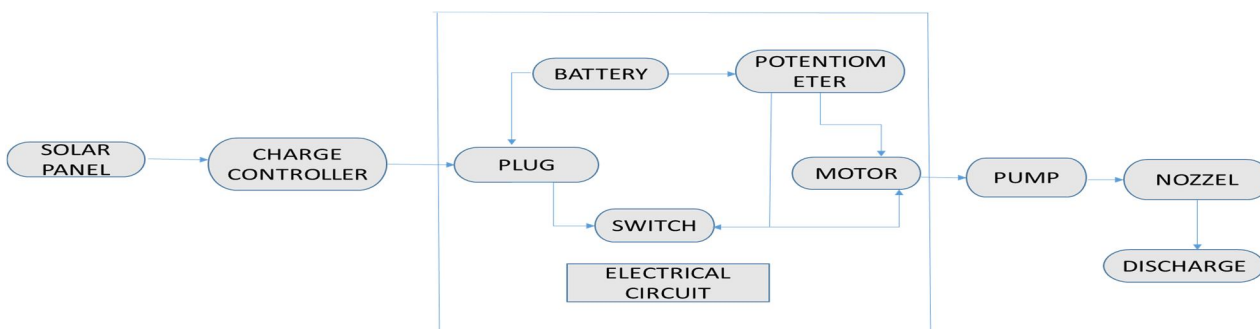 SOLAR
PANEL
CHARGE
CONTROLLER
BATTERY
POTENTIOM
ETER
PLUG
MOTOR
SWITCH
ELECTRICAL
CIRCUIT
PUMP
NOZZEL
DISCHARGE